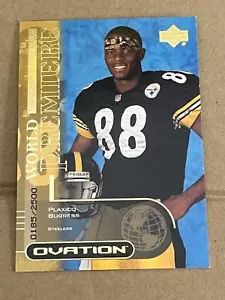 WORLD
PREMIERE
0185/2500
88
PLAXICO
BURRESS
STEELERS
OVATION